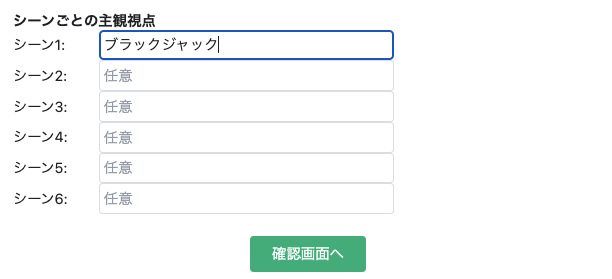 シーンごとの主観視点
シーン1: ブラックジャック
シーン2: 任意
シーン3: 任意
シーン4: 任意
シーン5: 任意
シーン6: 任意
確認画面へ